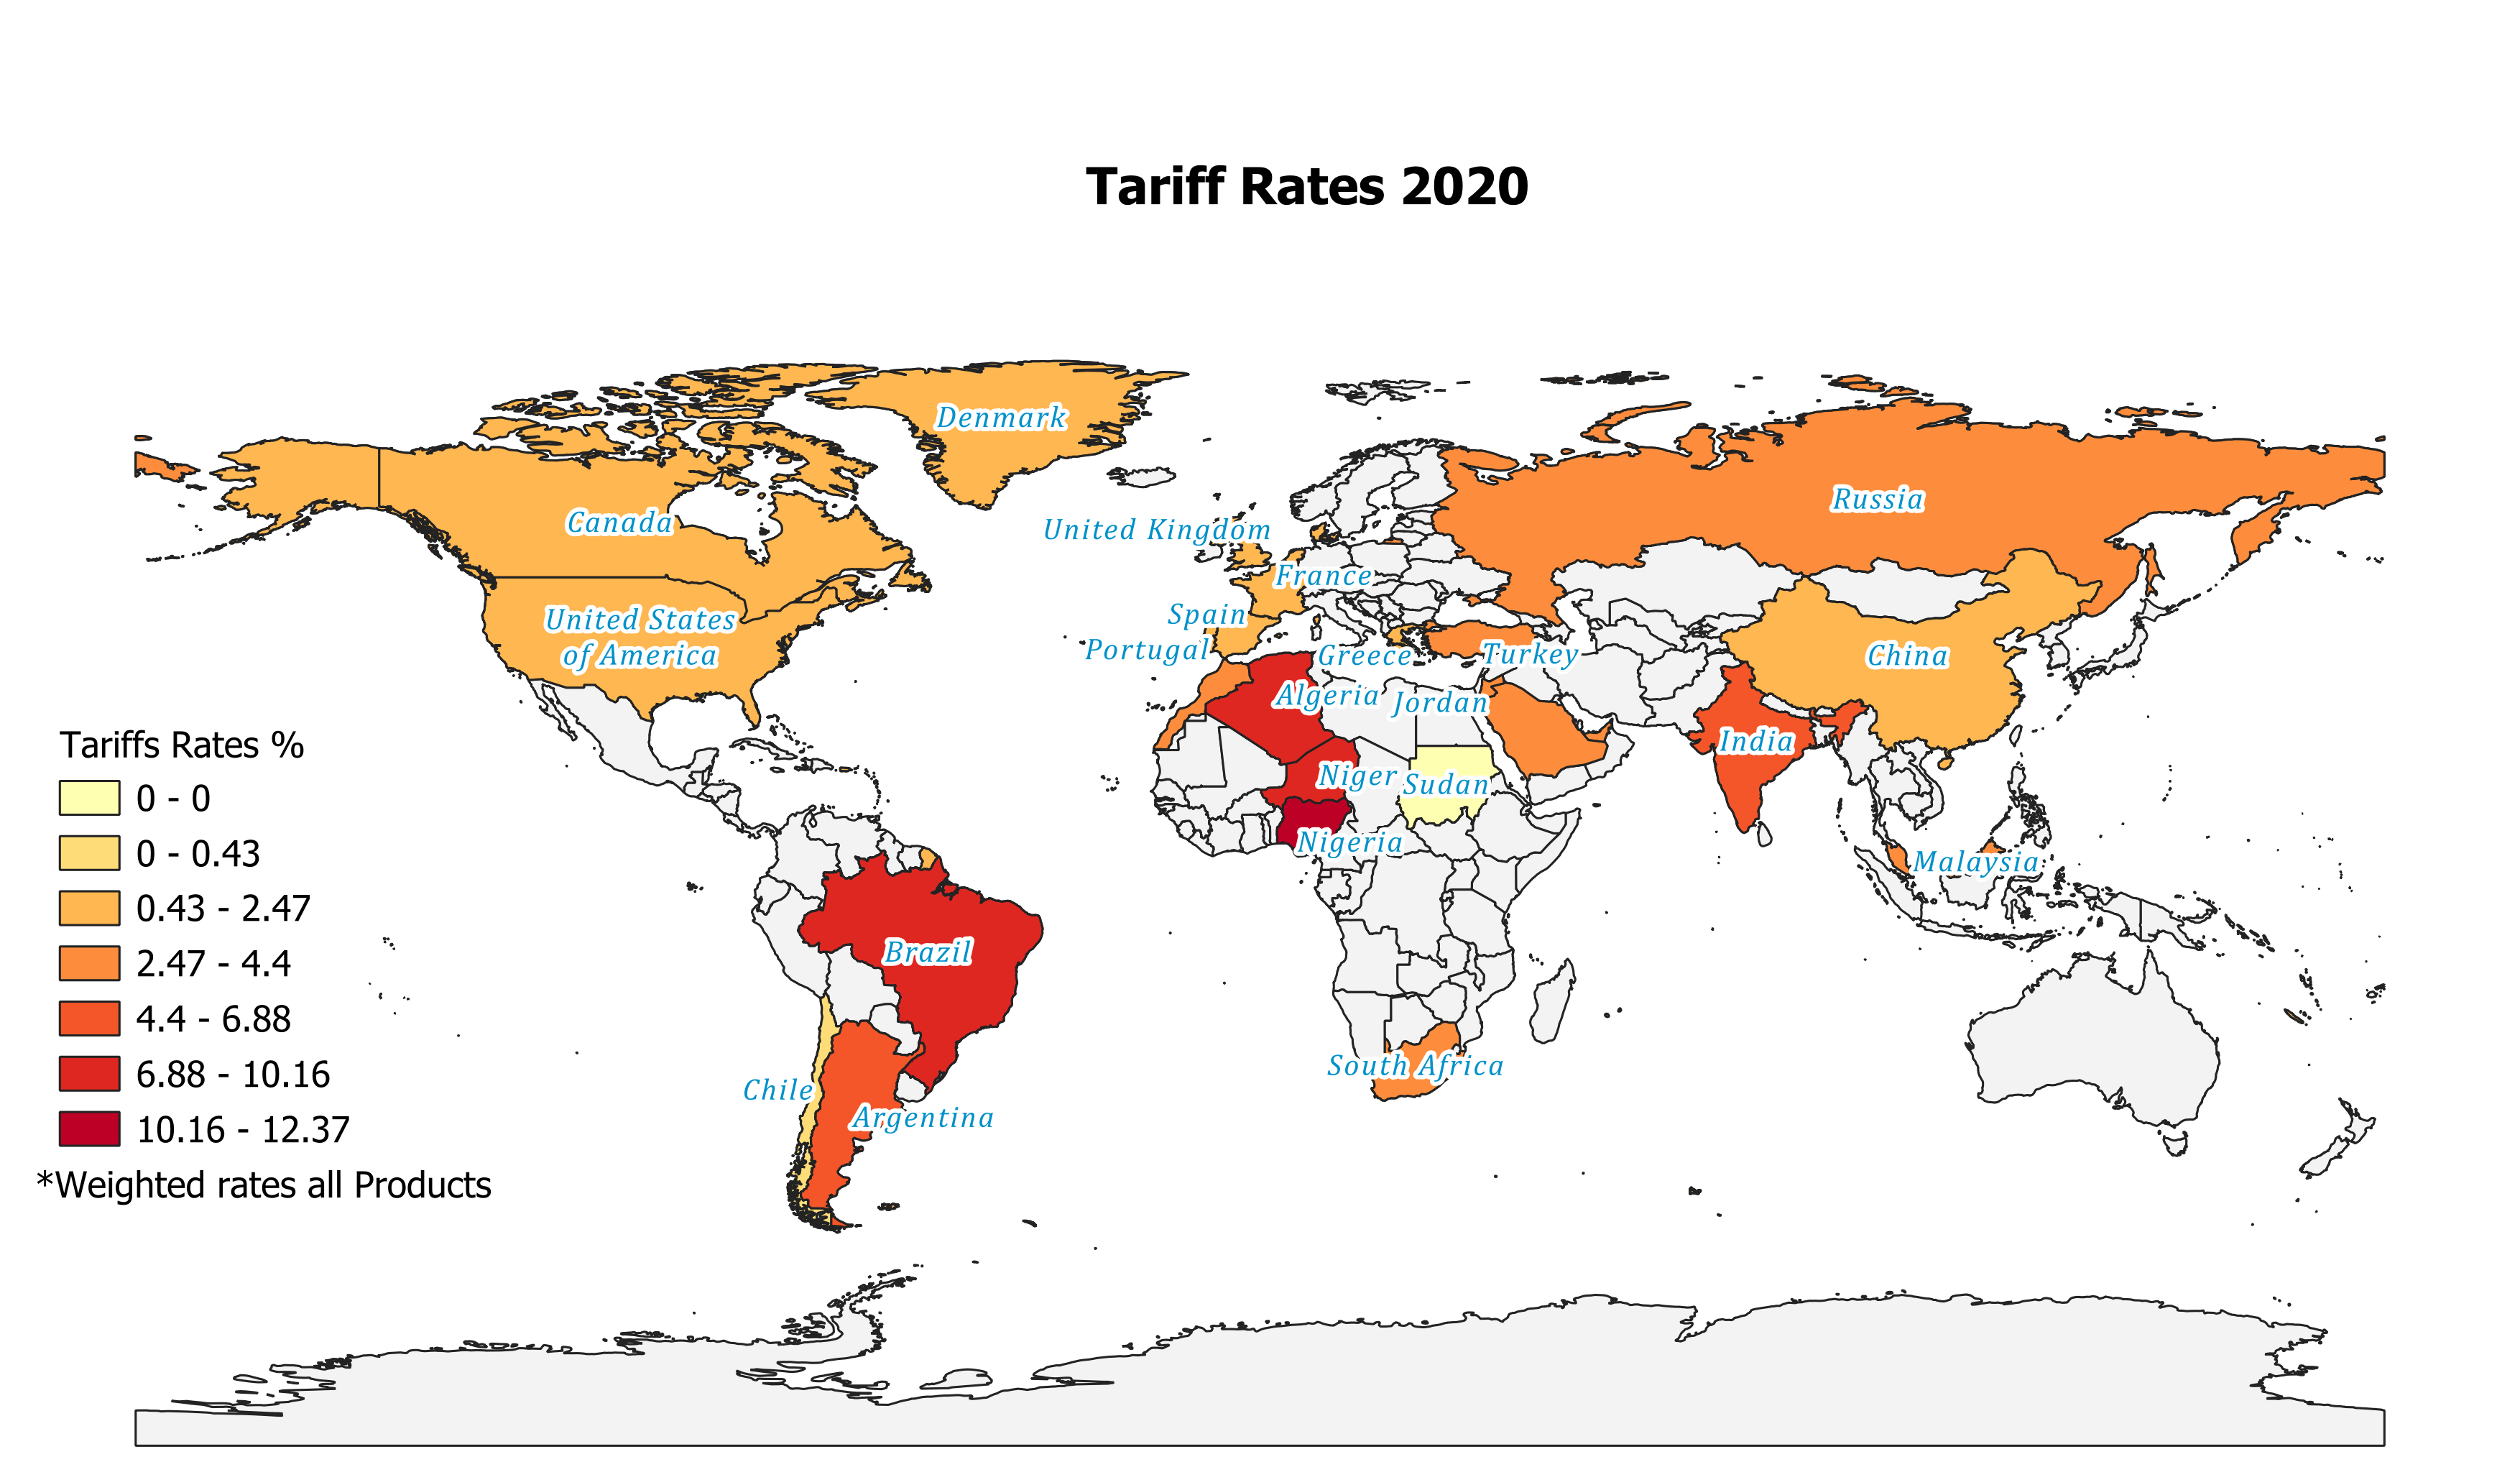 Tariff Rates 2020
Denmark
Russia
Canada
United Kingdom
France
Spain
United States
of America
Portugal
Greece
Turkey
China
Algeria
Jordan
India
Niger
Sudan
Nigeria
Malaysia
Brazil
South Africa
Chile
Argentina
Tariffs Rates %
0 - 0
0 - 0.43
0.43 - 2.47
2.47 - 4.4
4.4 - 6.88
6.88 - 10.16
10.16 - 12.37
*Weighted rates all Products